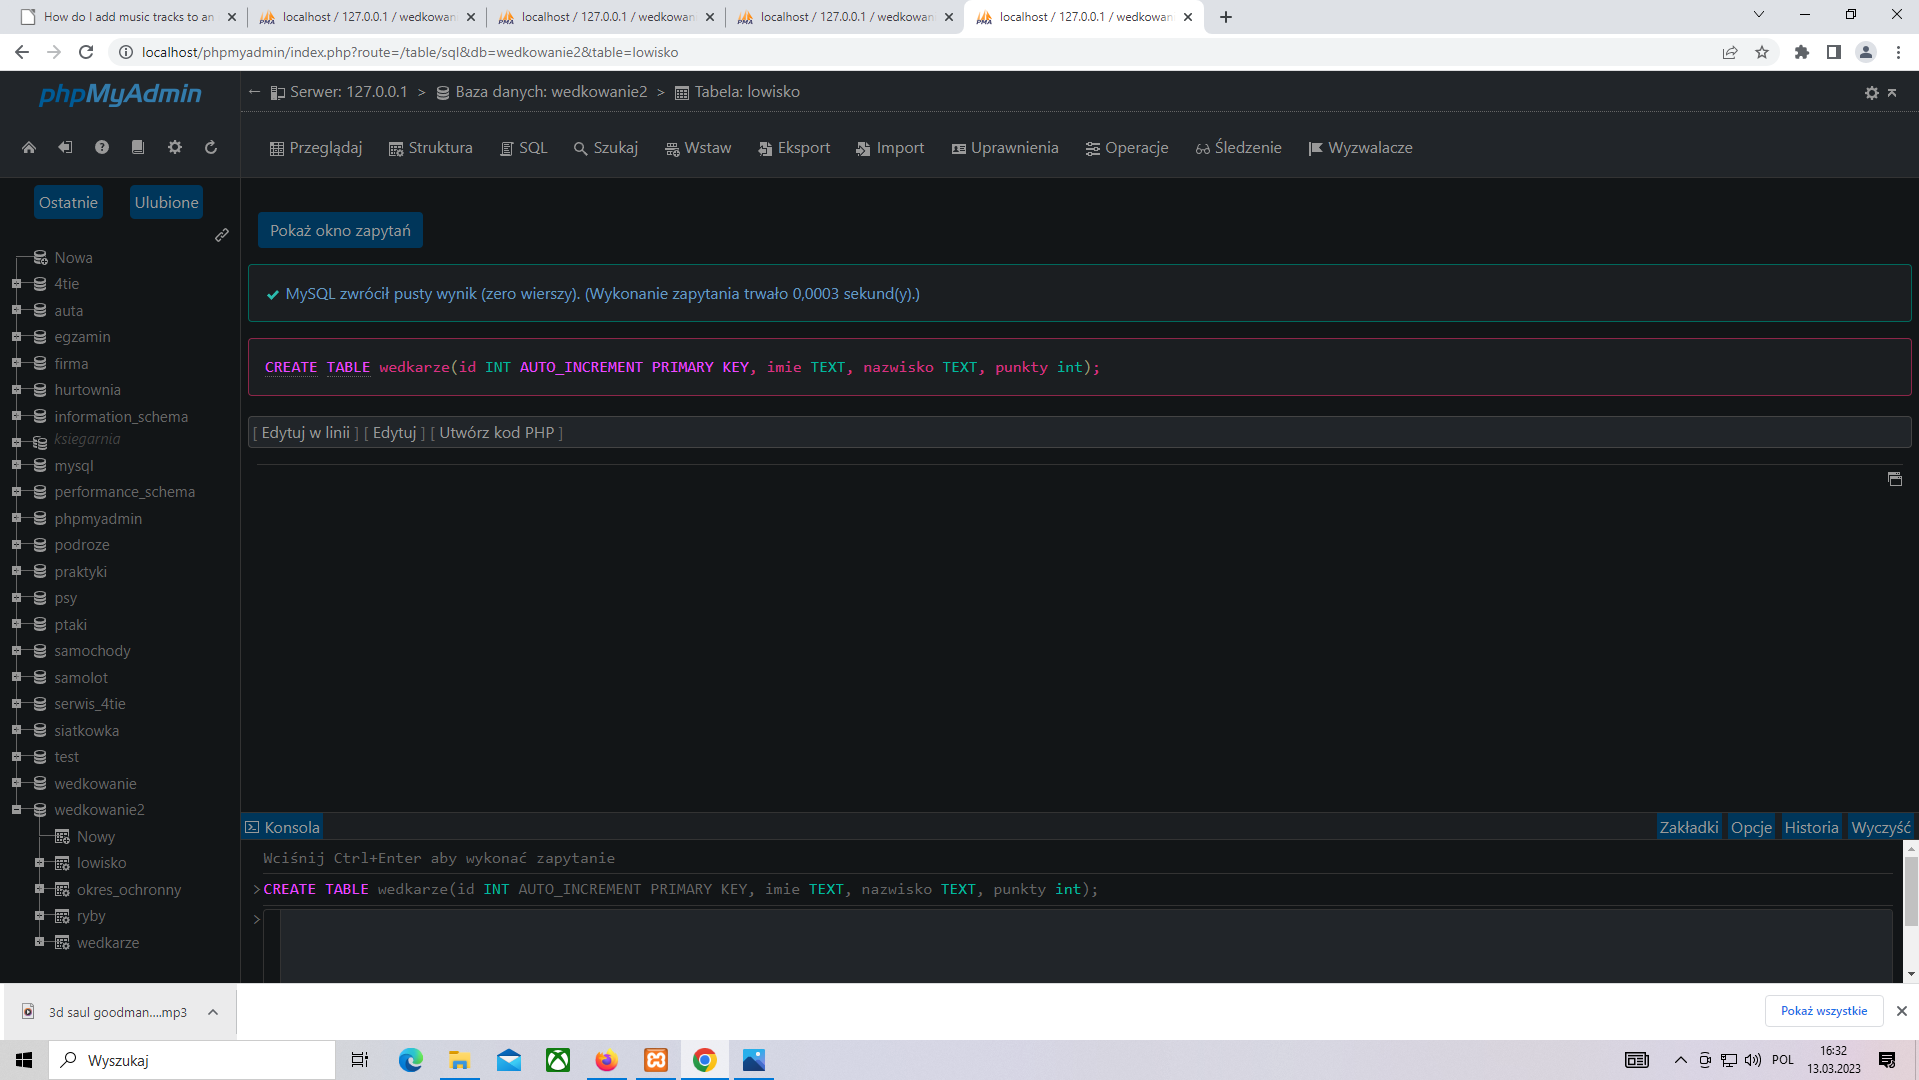 How do I add music tracks to an
localhost / 127.0.0.1 / wedkowan
localhost / 127.0.0.1 / wedkowan
localhost / 127.0.0.1 / wedkowan
localhost / 127.0.0.1 / wedkowan
localhost/phpmyadmin/index.php?route=/table/sql&db=wedkowanie2&table=lowisko
phpMyAdmin
Serwer: 127.0.0.1 > Baza danych: wedkowanie2 > Tabela: lowisko
Przeglądaj Struktura SQL Szukaj Wstaw Eksport Import Uprawnienia Operacje Śledzenie Wyzwalacze
Ostatnie Ulubione
Nowa
4tie
auta
egzamin
firma
hurtownia
information_schema
ksiegarnia
mysql
performance_schema
phpmyadmin
podroze
praktyki
psy
ptaki
samochody
samolot
serwis_4tie
siatkowka
test
wedkowanie
wedkowanie2
Nowy
lowisko
okres_ochronny
ryby
wedkarze
Pokaż okno zapytań
MySQL zwrócił pusty wynik (zero wierszy). (Wykonanie zapytania trwało 0,0003 sekund(y).)
CREATE TABLE wedkarze(id INT AUTO_INCREMENT PRIMARY KEY, imie TEXT, nazwisko TEXT, punkty int);
[ Edytuj w linii ] [ Edytuj ] [ Utwórz kod PHP ]
Konsola
Zakładki Opcje Historia Wyczyść
Wciśnij Ctrl+Enter aby wykonać zapytanie
>CREATE TABLE wedkarze(id INT AUTO_INCREMENT PRIMARY KEY, imie TEXT, nazwisko TEXT, punkty int);
>
3d saul goodman....mp3
Pokaż wszystkie
Wyszukaj
POL
16:32
13.03.2023